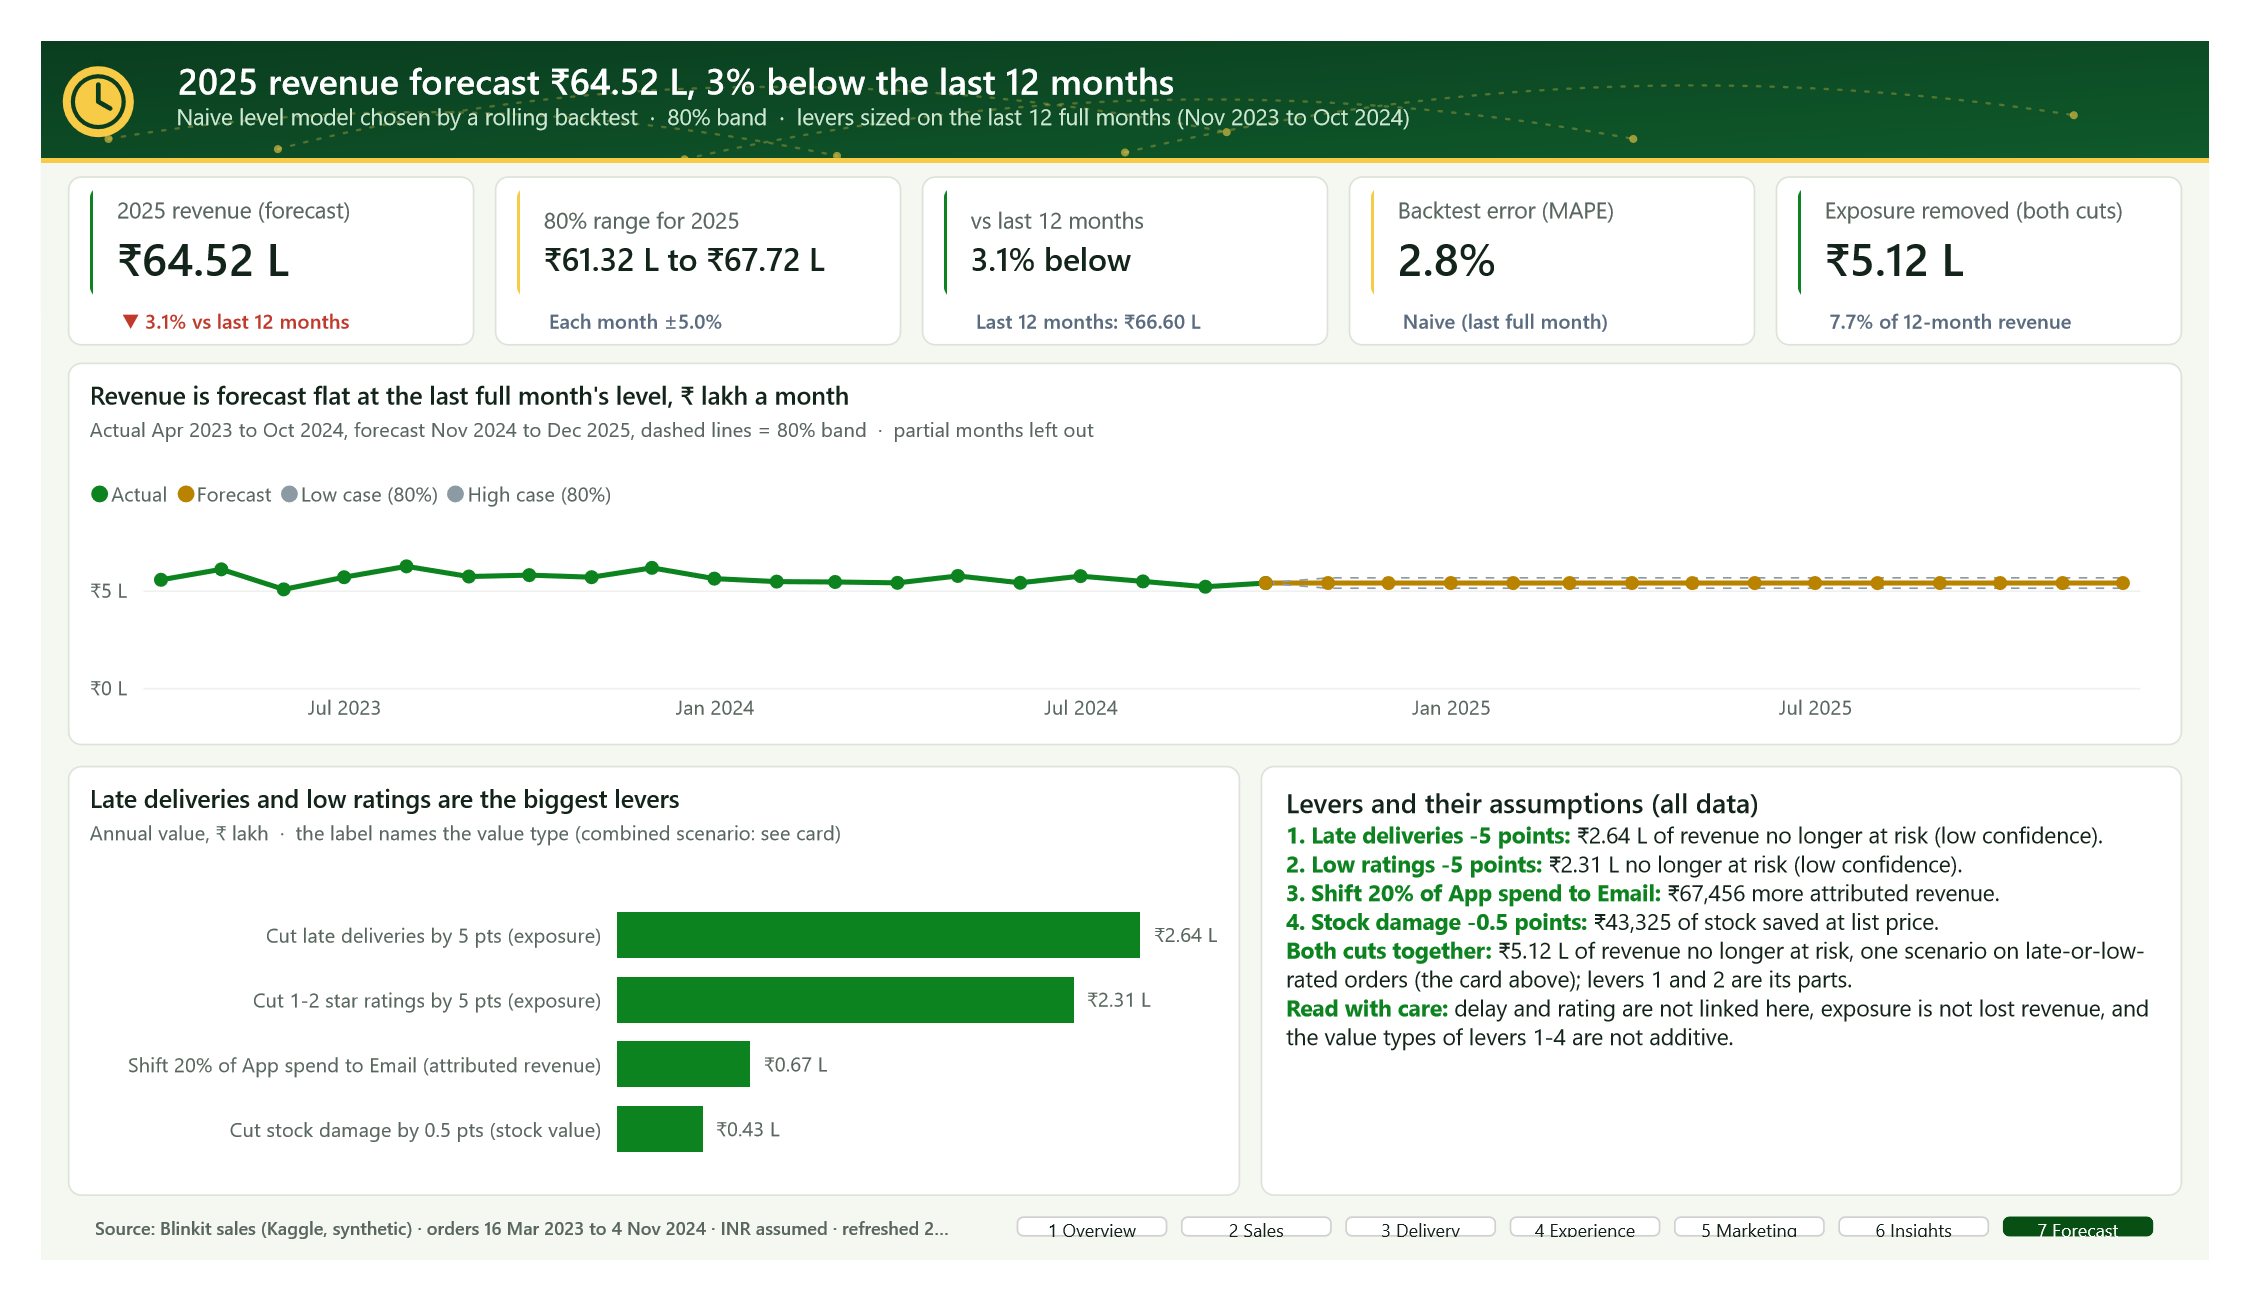 2025 revenue forecast ₹64.52 L, 3% below the last 12 months
Naive level model chosen by a rolling backtest · 80% band · levers sized on the last 12 full months (Nov 2023 to Oct 2024)
2025 revenue (forecast)
₹64.52 L
▼ 3.1% vs last 12 months
80% range for 2025
₹61.32 L to ₹67.72 L
Each month ±5.0%
vs last 12 months
3.1% below
Last 12 months: ₹66.60 L
Backtest error (MAPE)
2.8%
Naive (last full month)
Exposure removed (both cuts)
₹5.12 L
7.7% of 12-month revenue
Revenue is forecast flat at the last full month's level, ₹ lakh a month
Actual Apr 2023 to Oct 2024, forecast Nov 2024 to Dec 2025, dashed lines = 80% band · partial months left out
Actual Forecast Low case (80%) High case (80%)
₹5 L
₹0 L
Jul 2023 Jan 2024 Jul 2024 Jan 2025 Jul 2025
Late deliveries and low ratings are the biggest levers
Annual value, ₹ lakh · the label names the value type (combined scenario: see card)
Cut late deliveries by 5 pts (exposure) ₹2.64 L
Cut 1-2 star ratings by 5 pts (exposure) ₹2.31 L
Shift 20% of App spend to Email (attributed revenue) ₹0.67 L
Cut stock damage by 0.5 pts (stock value) ₹0.43 L
Levers and their assumptions (all data)
1. Late deliveries -5 points: ₹2.64 L of revenue no longer at risk (low confidence).
2. Low ratings -5 points: ₹2.31 L no longer at risk (low confidence).
3. Shift 20% of App spend to Email: ₹67,456 more attributed revenue.
4. Stock damage -0.5 points: ₹43,325 of stock saved at list price.
Both cuts together: ₹5.12 L of revenue no longer at risk, one scenario on late-or-low-
rated orders (the card above); levers 1 and 2 are its parts.
Read with care: delay and rating are not linked here, exposure is not lost revenue, and
the value types of levers 1-4 are not additive.
Source: Blinkit sales (Kaggle, synthetic) · orders 16 Mar 2023 to 4 Nov 2024 · INR assumed · refreshed 2...
1 Overview 2 Sales 3 Delivery 4 Experience 5 Marketing 6 Insights 7 Forecast